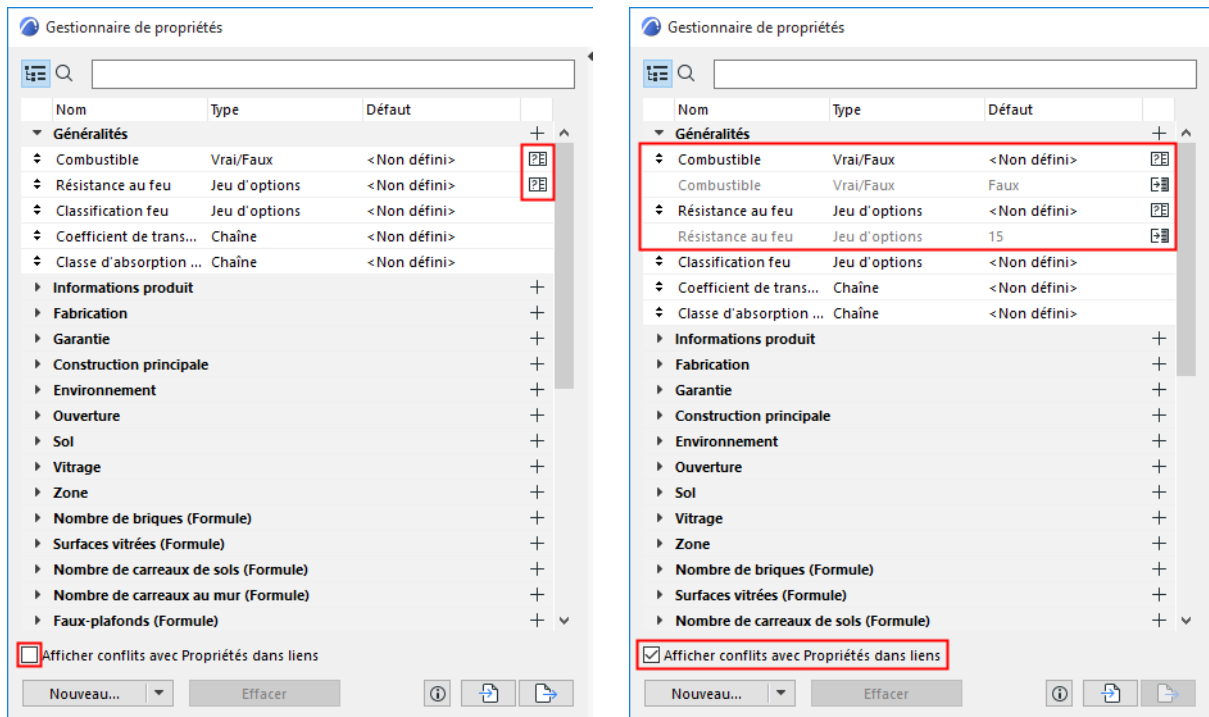 Gestionnaire de propriétés
Nom Type Défaut
Généralités
Combustible Vrai/Faux <Non défini>
Résistance au feu Jeu d'options <Non défini>
Classification feu Jeu d'options <Non défini>
Coefficient de trans... Chaîne <Non défini>
Classe d'absorption ... Chaîne <Non défini>
Informations produit
Fabrication
Garantie
Construction principale
Environnement
Ouverture
Sol
Vitrage
Zone
Nombre de briques (Formule)
Surfaces vitrées (Formule)
Nombre de carreaux de sols (Formule)
Nombre de carreaux au mur (Formule)
Faux-plafonds (Formule)
Afficher conflits avec Propriétés dans liens
Nouveau... Effacer
Gestionnaire de propriétés
Nom Type Défaut
Généralités
Combustible Vrai/Faux <Non défini>
Combustible Vrai/Faux Faux
Résistance au feu Jeu d'options <Non défini>
Résistance au feu Jeu d'options 15
Classification feu Jeu d'options <Non défini>
Coefficient de trans... Chaîne <Non défini>
Classe d'absorption ... Chaîne <Non défini>
Informations produit
Fabrication
Garantie
Construction principale
Environnement
Ouverture
Sol
Vitrage
Zone
Nombre de briques (Formule)
Surfaces vitrées (Formule)
Nombre de carreaux de sols (Formule)
Afficher conflits avec Propriétés dans liens
Nouveau... Effacer